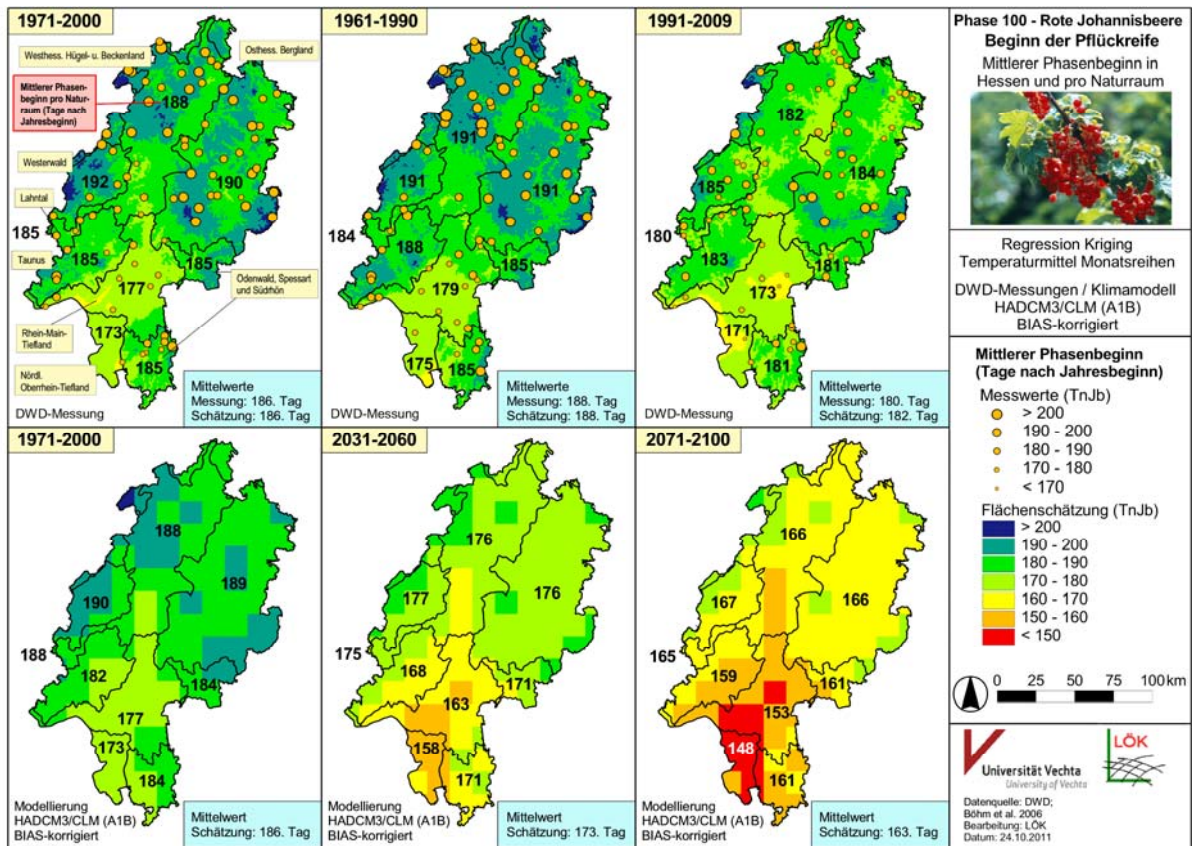 1971-2000
Westhess. Hügel- u. Beckenland
Osthess. Bergland
Mittlerer Phasen-
beginn pro Natur-
raum (Tage nach
Jahresbeginn)
188
Westerwald
192
190
Lahntal
185
Taunus
185
185
177
Odenwald, Spessart
und Südrhön
Rhein-Main-
Tiefland
173
Nördl.
Oberrhein-Tiefland
185
DWD-Messung
Mittelwerte
Messung: 186. Tag
Schätzung: 186. Tag
1961-1990
191
191
191
184
188
185
179
175
185
DWD-Messung
Mittelwerte
Messung: 188. Tag
Schätzung: 188. Tag
1991-2009
182
185
184
180
183
181
173
171
181
DWD-Messung
Mittelwerte
Messung: 180. Tag
Schätzung: 182. Tag
1971-2000
188
189
190
188
182
184
177
173
184
Modellierung
HADCM3/CLM (A1B)
BIAS-korrigiert
Mittelwert
Schätzung: 186. Tag
2031-2060
176
177
176
175
168
171
163
158
171
Modellierung
HADCM3/CLM (A1B)
BIAS-korrigiert
Mittelwert
Schätzung: 173. Tag
2071-2100
166
167
166
165
159
161
153
148
161
Modellierung
HADCM3/CLM (A1B)
BIAS-korrigiert
Mittelwert
Schätzung: 163. Tag
Phase 100 - Rote Johannisbeere
Beginn der Pflückreife
Mittlerer Phasenbeginn in
Hessen und pro Naturraum
Regression Kriging
Temperaturmittel Monatsreihen
DWD-Messungen / Klimamodell
HADCM3/CLM (A1B)
BIAS-korrigiert
Mittlerer Phasenbeginn
(Tage nach Jahresbeginn)
Messwerte (TnJb)
> 200
190 - 200
180 - 190
170 - 180
< 170
Flächenschätzung (TnJb)
> 200
190 - 200
180 - 190
170 - 180
160 - 170
150 - 160
< 150
0 25 50 75 100 km
Universität Vechta
University of Vechta
LÖK
Datenquelle: DWD;
Böhm et al. 2006
Bearbeitung: LÖK
Datum: 24.10.2011